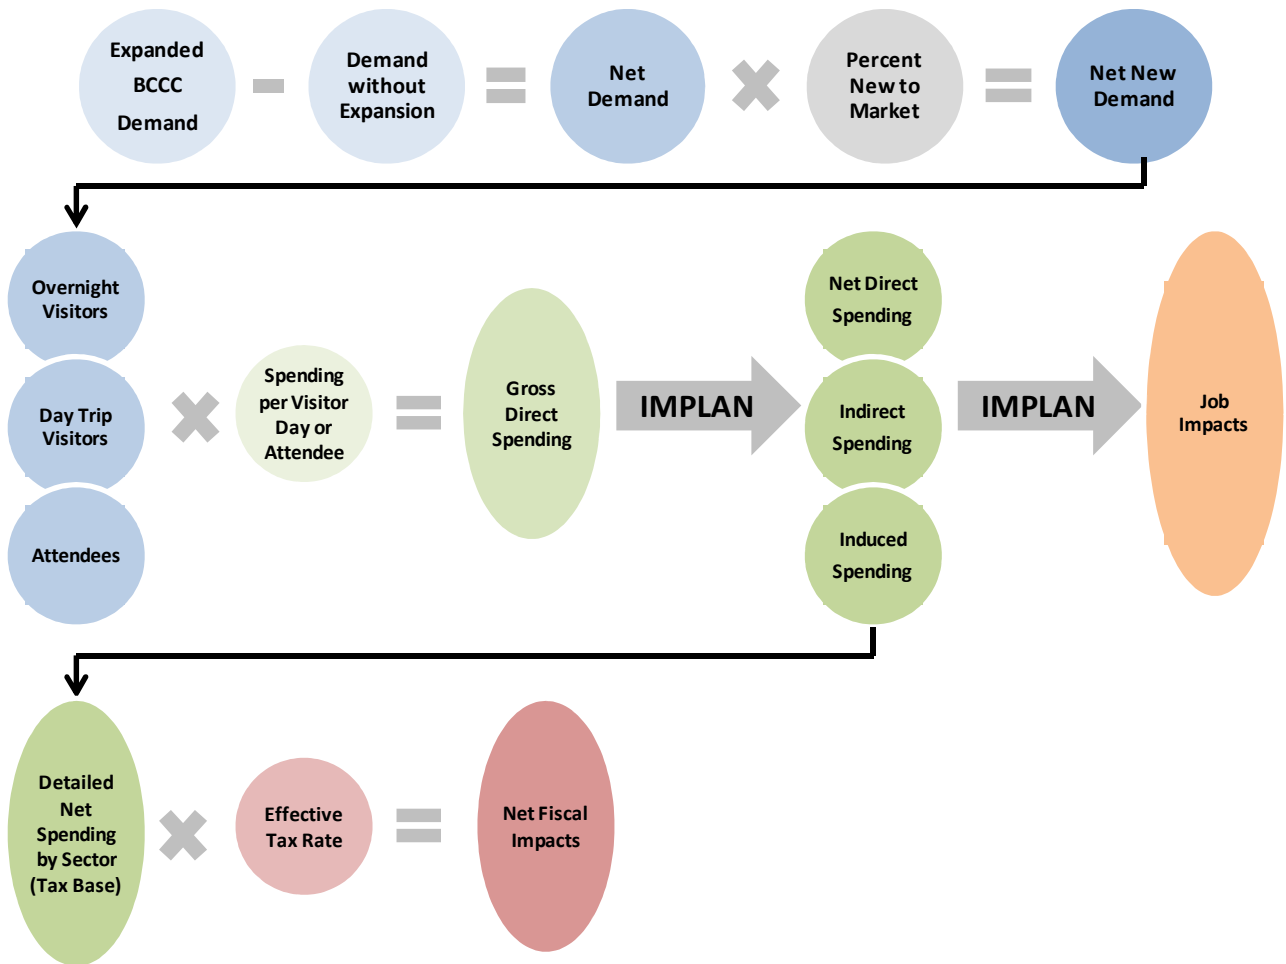 Expanded
BCCC
Demand
Demand
without
Expansion
Net
Demand
Percent
New to
Market
Net New
Demand
Overnight
Visitors
Day Trip
Visitors
Attendees
Spending
per Visitor
Day or
Attendee
Gross
Direct
Spending
IMPLAN
Net Direct
Spending
Indirect
Spending
Induced
Spending
IMPLAN
Job
Impacts
Detailed
Net
Spending
by Sector
(Tax Base)
Effective
Tax Rate
Net Fiscal
Impacts